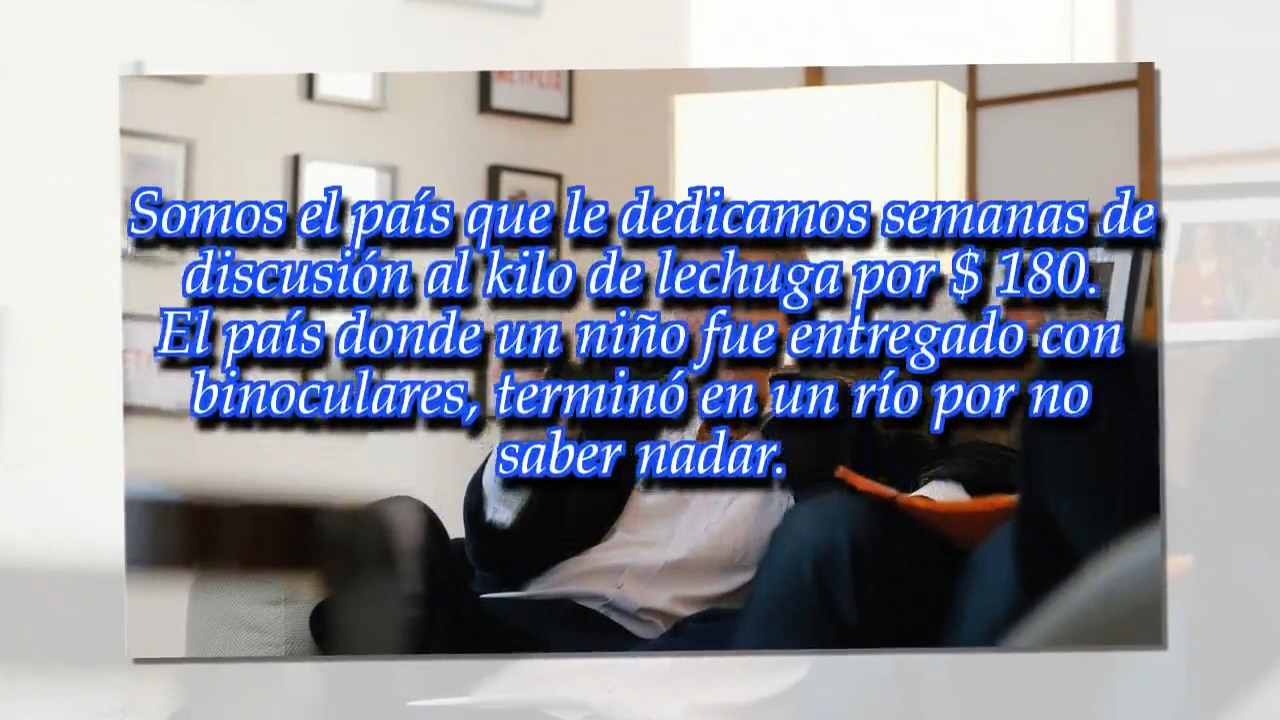 NETFLIX
Somos el país que le dedicamos semanas de
discusión al kilo de lechuga por $ 180.
El país donde un niño fue entregado con
binoculares, terminó en un río por no
saber nadar.